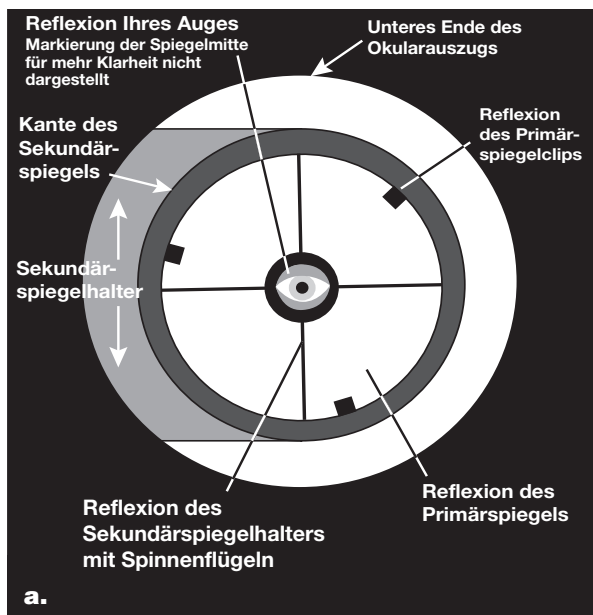 Reflexion Ihres Auges
Markierung der Spiegelmitte
für mehr Klarheit nicht
dargestellt
Unteres Ende des
Okularauszugs
Kante des
Sekundär-
spiegels
Reflexion
des Primär-
spiegelclips
Sekundär-
spiegelhalter
Reflexion des
Sekundärspiegelhalters
mit Spinnenflügeln
Reflexion des
Primärspiegels
a.